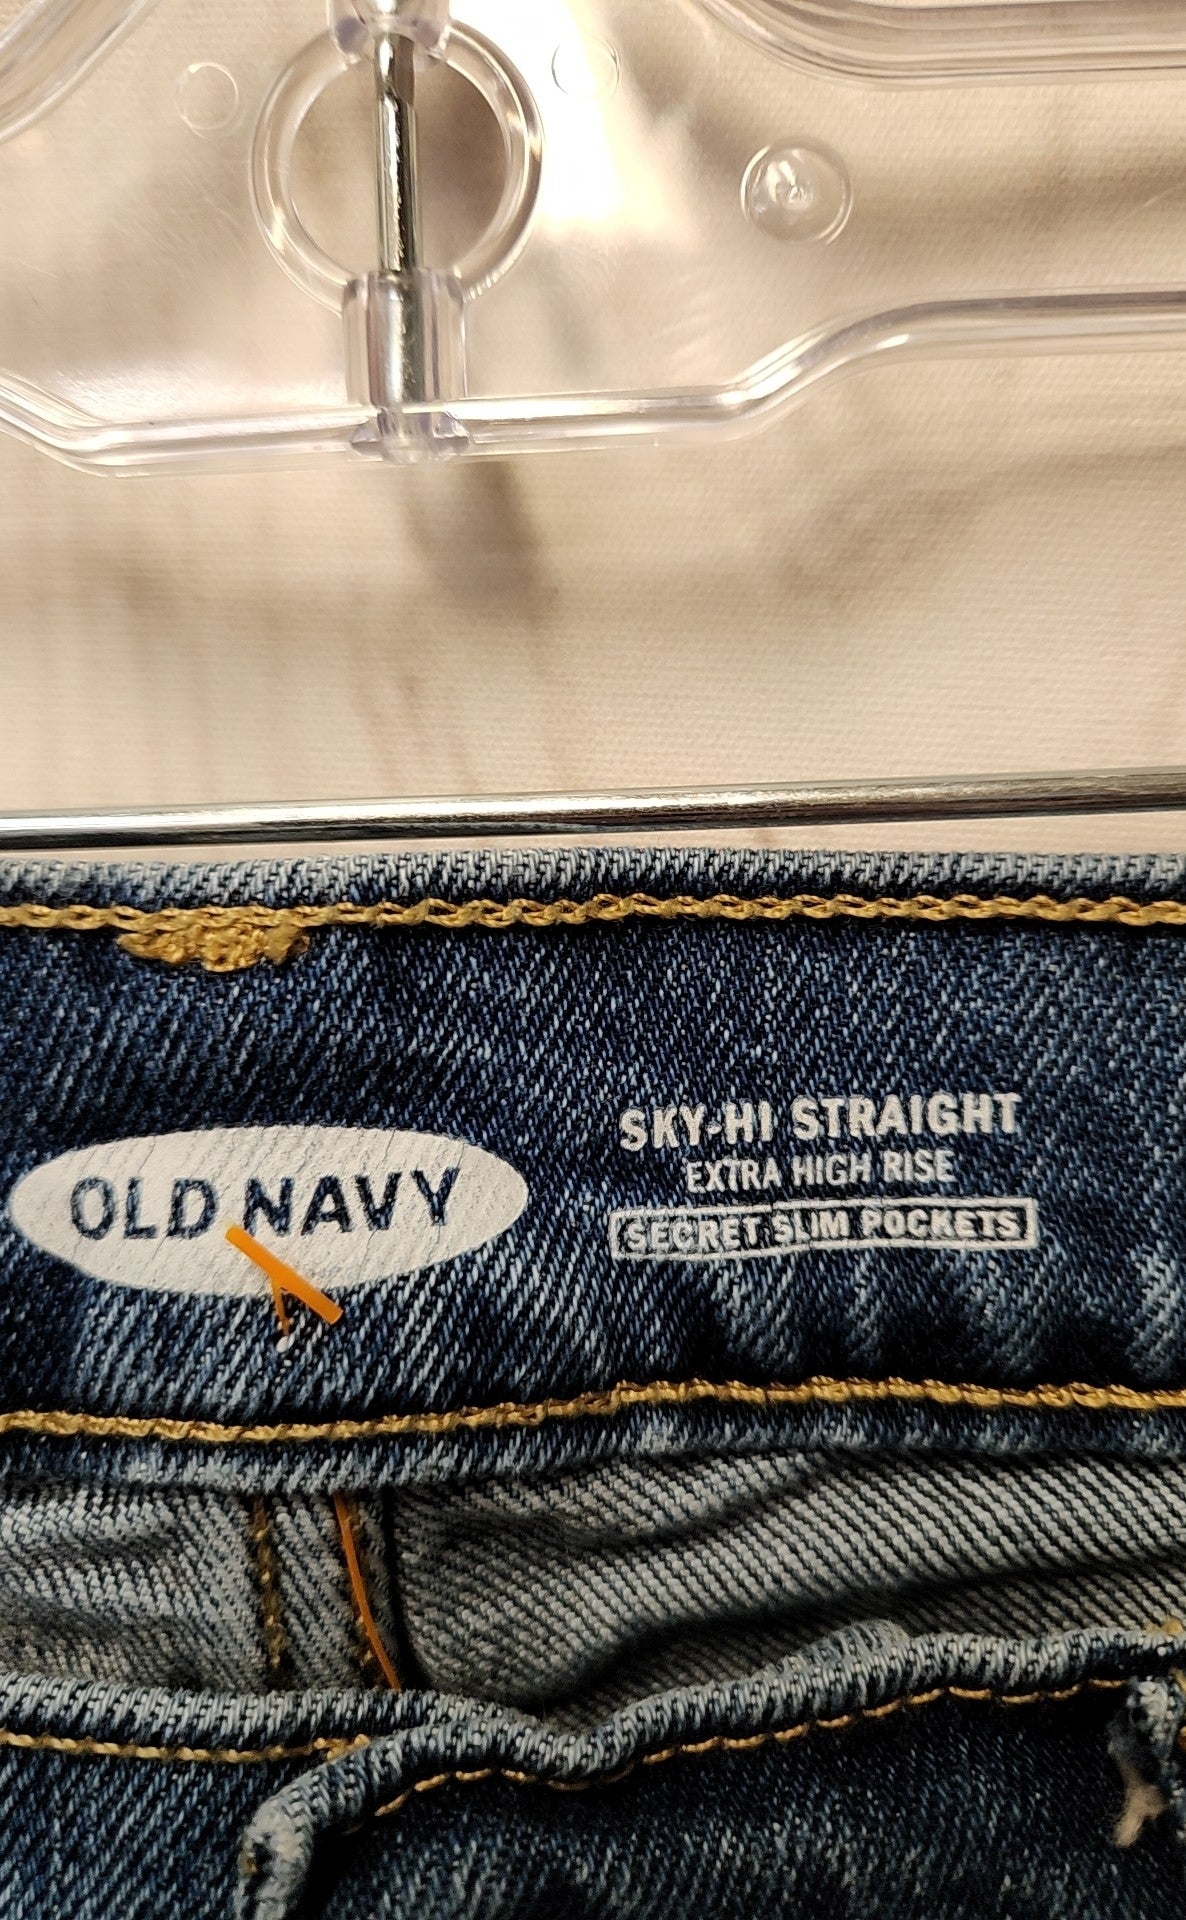 OLD NAVY
SKY-HI STRAIGHT
EXTRA HIGH RISE
SECRET SLIM POCKETS